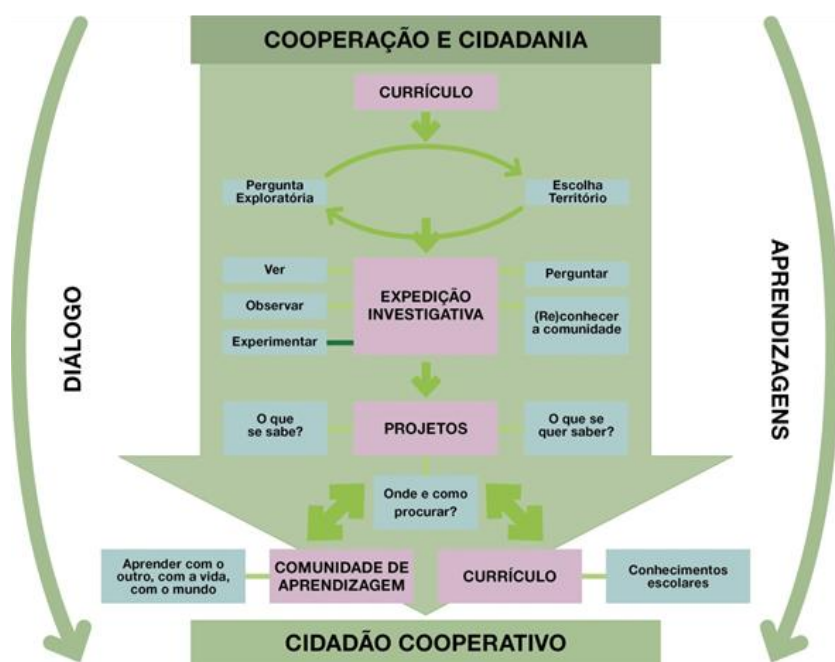 COOPERAÇÃO E CIDADANIA
CURRÍCULO
Pergunta
Exploratória
Escolha
Território
Ver
Observar
Experimentar
EXPEDIÇÃO
INVESTIGATIVA
Perguntar
(Re)conhecer
a comunidade
DIÁLOGO
APRENDIZAGENS
O que
se sabe?
PROJETOS
O que se
quer saber?
Onde e como
procurar?
Aprender com o
outro, com a vida,
com o mundo
COMUNIDADE DE
APRENDIZAGEM
CURRÍCULO
Conhecimentos
escolares
CIDADÃO COOPERATIVO